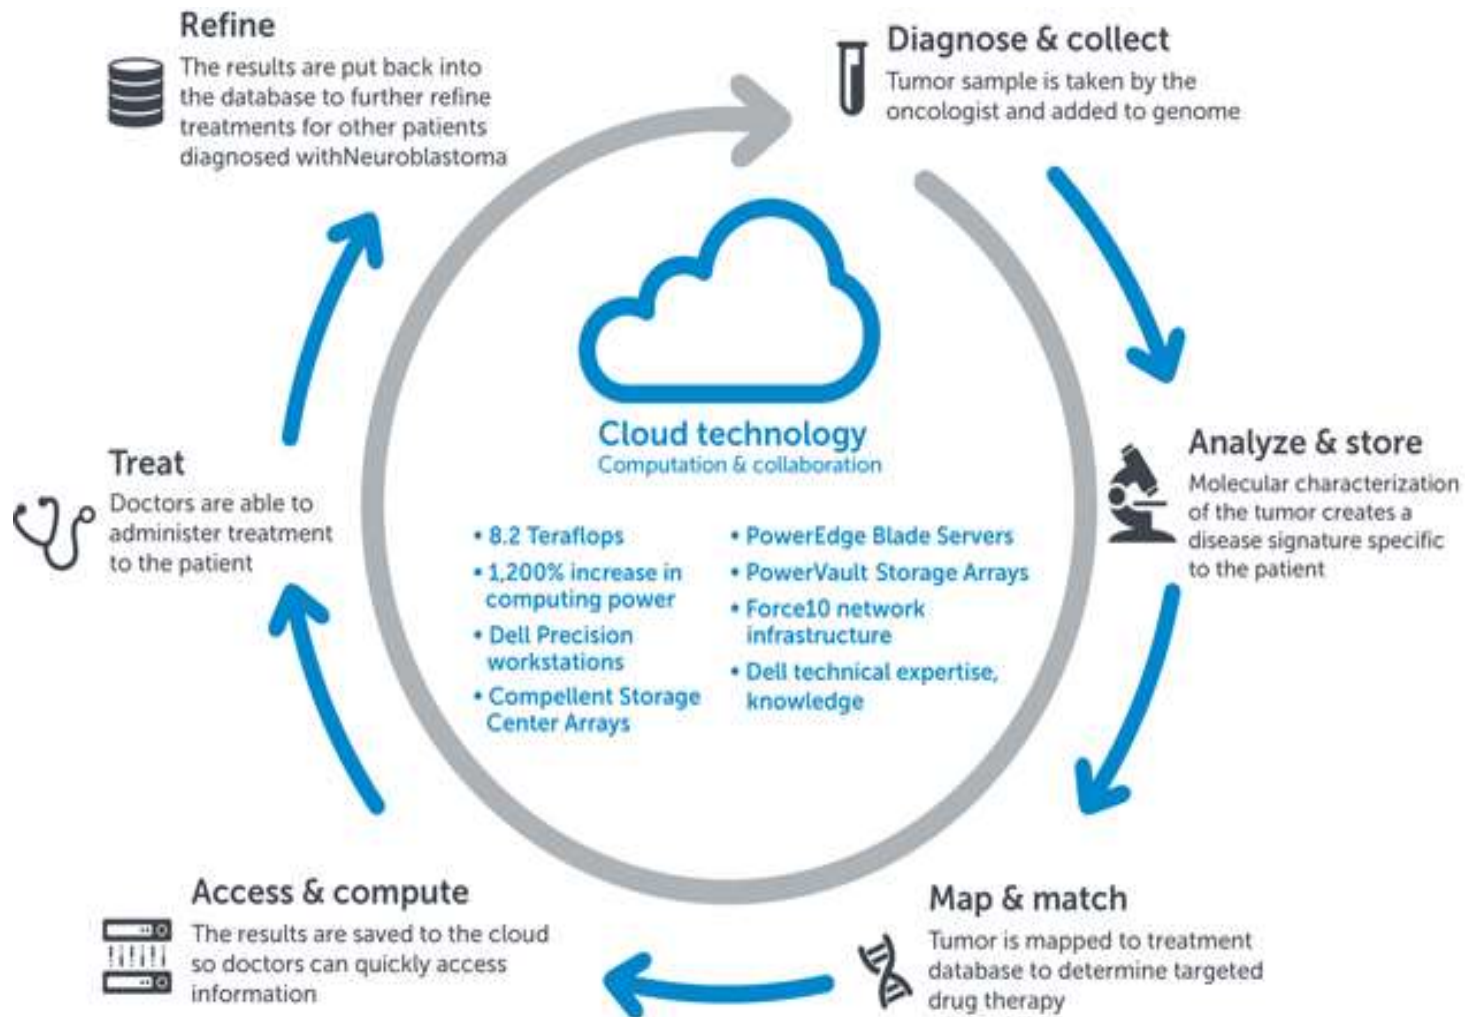 Refine
The results are put back into
the database to further refine
treatments for other patients
diagnosed withNeuroblastoma
Diagnose & collect
Tumor sample is taken by the
oncologist and added to genome
Analyze & store
Molecular characterization
of the tumor creates a
disease signature specific
to the patient
Map & match
Tumor is mapped to treatment
database to determine targeted
drug therapy
Access & compute
The results are saved to the cloud
so doctors can quickly access
information
Treat
Doctors are able to
administer treatment
to the patient
Cloud technology
Computation & collaboration
• 8.2 Teraflops
• 1,200% increase in
computing power
• Dell Precision
workstations
• Compellent Storage
Center Arrays
• PowerEdge Blade Servers
• PowerVault Storage Arrays
• Force10 network
infrastructure
• Dell technical expertise,
knowledge